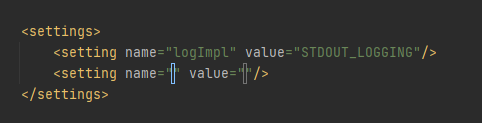 <settings>
<setting name="logImpl" value="STDOUT_LOGGING"/>
<setting name="" value=""/>
</settings>